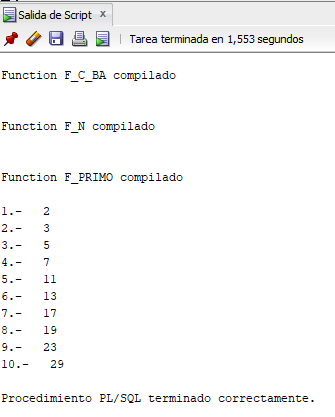 Salida de Script x
Tarea terminada en 1,553 segundos
Function F_C_BA compilado
Function F_N compilado
Function F_PRIMO compilado
1.- 2
2.- 3
3.- 5
4.- 7
5.- 11
6.- 13
7.- 17
8.- 19
9.- 23
10.- 29
Procedimiento PL/SQL terminado correctamente.